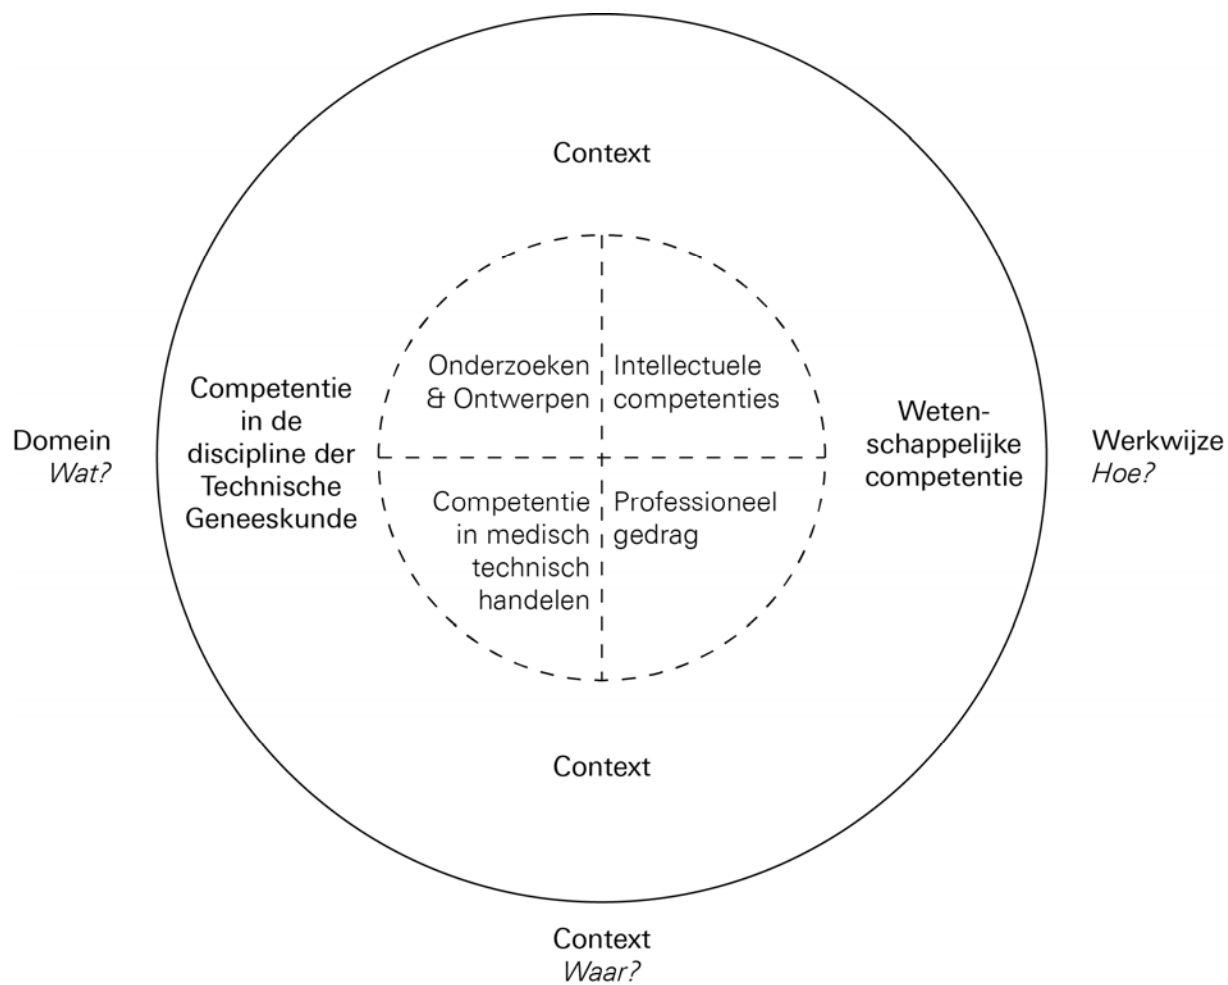 Context
Onderzoeken
& Ontwerpen
Intellectuele
competenties
Competentie
in de
discipline der
Technische
Geneeskunde
Weten-
schappelijke
competentie
Domein
Wat?
Werkwijze
Hoe?
Competentie
in medisch
technisch
handelen
Professioneel
gedrag
Context
Context
Waar?